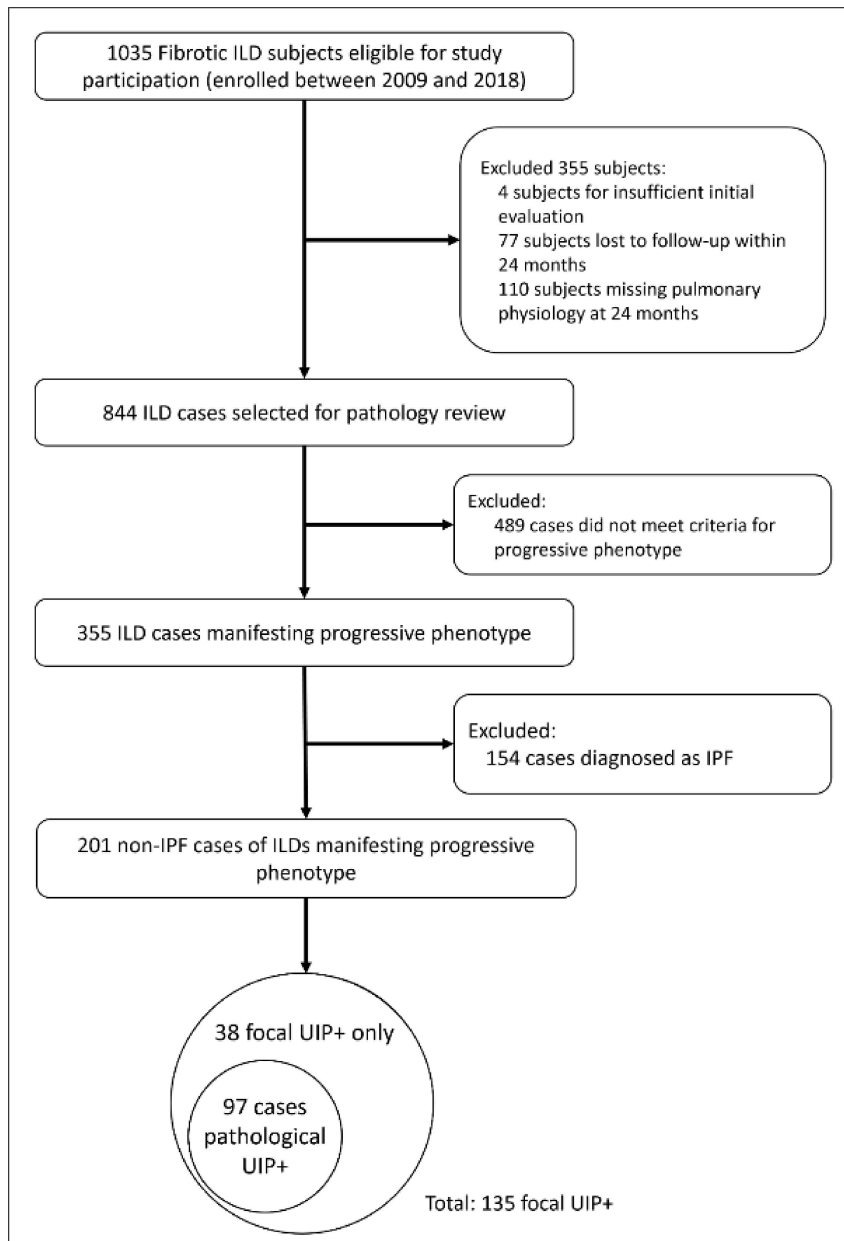 1035 Fibrotic ILD subjects eligible for study
participation (enrolled between 2009 and 2018)
Excluded 355 subjects:
4 subjects for insufficient initial
evaluation
77 subjects lost to follow-up within
24 months
110 subjects missing pulmonary
physiology at 24 months
844 ILD cases selected for pathology review
Excluded:
489 cases did not meet criteria for
progressive phenotype
355 ILD cases manifesting progressive phenotype
Excluded:
154 cases diagnosed as IPF
201 non-IPF cases of ILDs manifesting progressive
phenotype
38 focal UIP+ only
97 cases
pathological
UIP+
Total: 135 focal UIP+